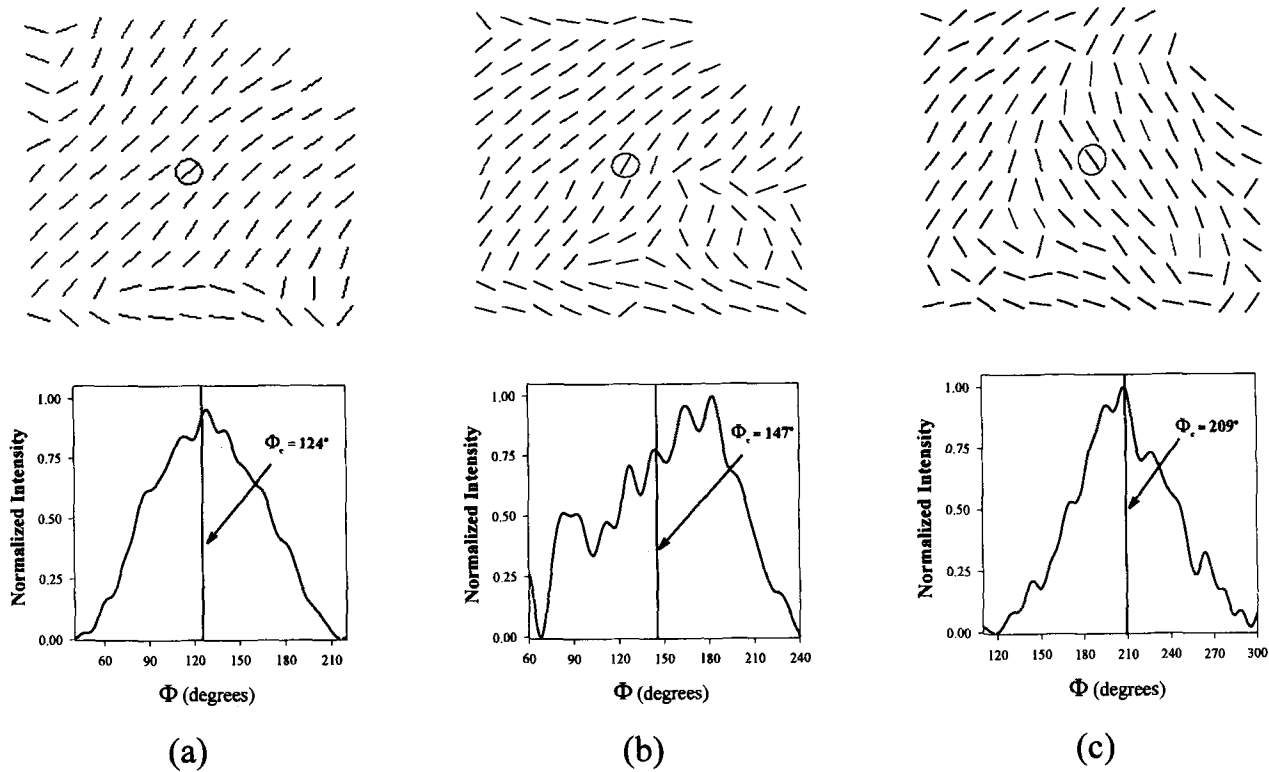 1.00
0.75
0.50
0.25
0.00
Normalized Intensity
Φc = 124°
60 90 120 150 180 210
Φ (degrees)
(a)
1.00
0.75
0.50
0.25
0.00
Normalized Intensity
Φc = 147°
60 90 120 150 180 210 240
Φ (degrees)
(b)
1.00
0.75
0.50
0.25
0.00
Normalized Intensity
Φc = 209°
120 150 180 210 240 270 300
Φ (degrees)
(c)